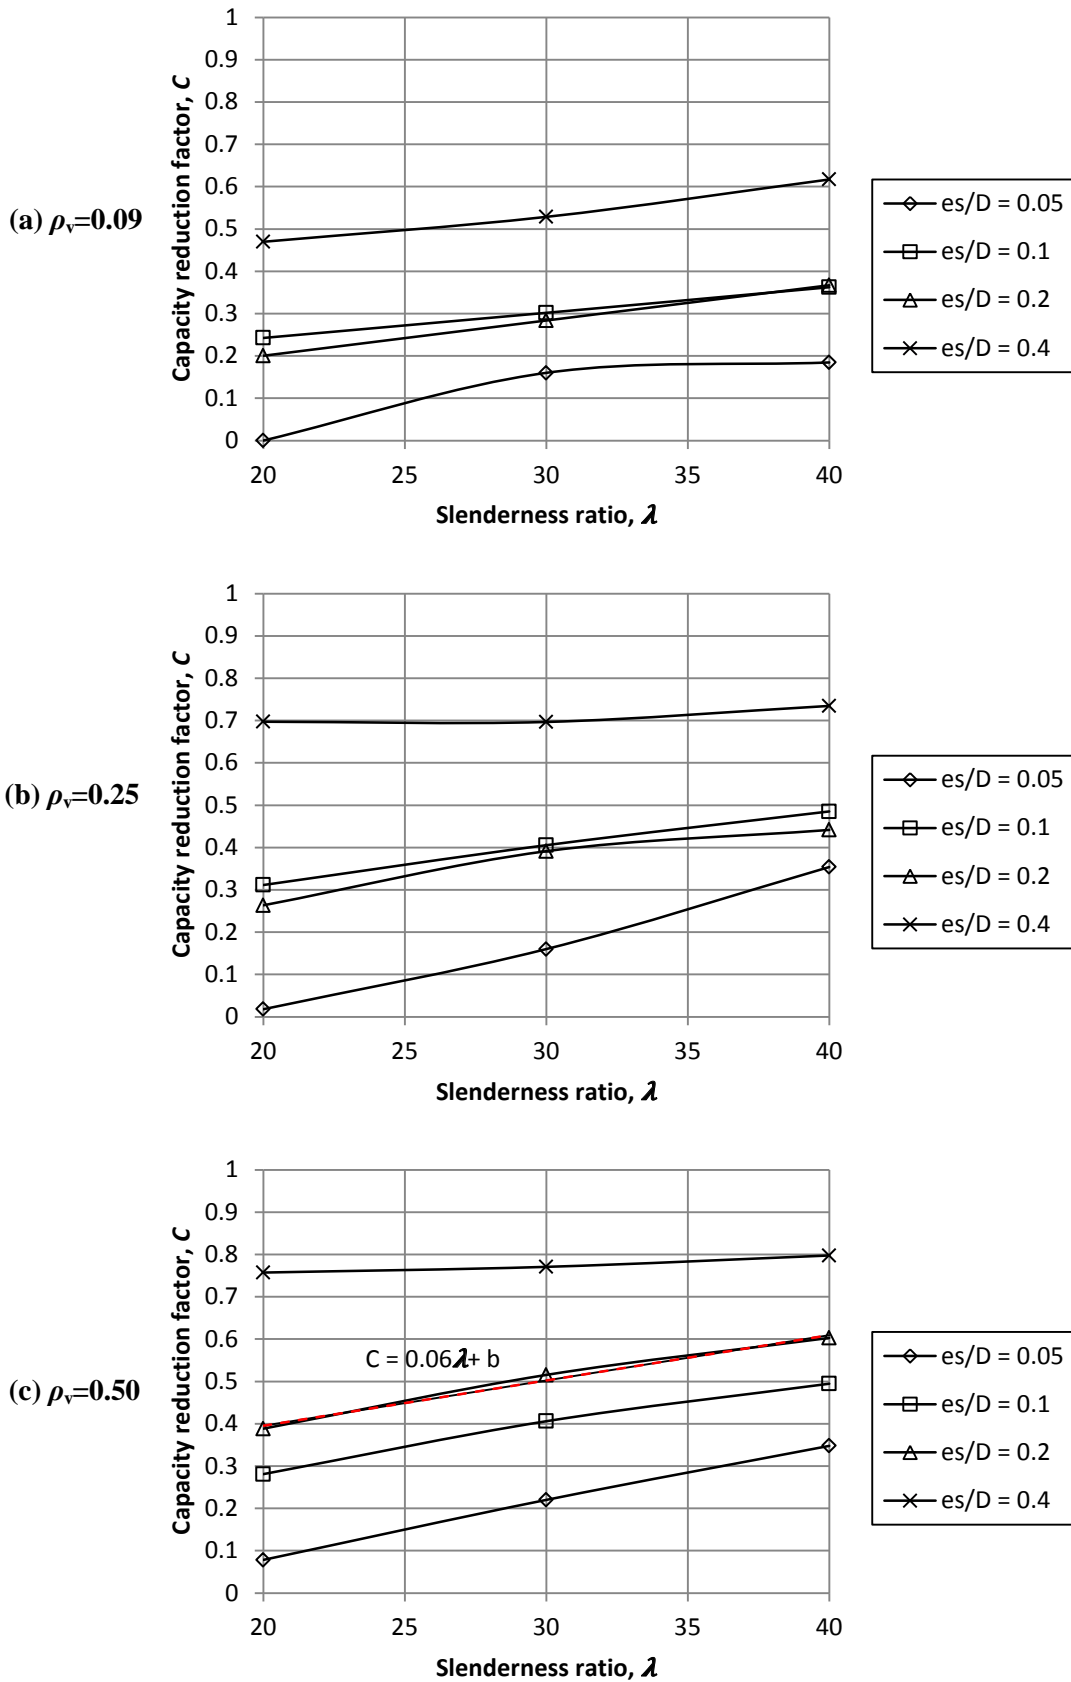 (a) ρv=0.09
Capacity reduction factor, C
1
0.9
0.8
0.7
0.6
0.5
0.4
0.3
0.2
0.1
0
20 25 30 35 40
Slenderness ratio, λ
es/D = 0.05
es/D = 0.1
es/D = 0.2
es/D = 0.4
(b) ρv=0.25
Capacity reduction factor, C
1
0.9
0.8
0.7
0.6
0.5
0.4
0.3
0.2
0.1
0
20 25 30 35 40
Slenderness ratio, λ
es/D = 0.05
es/D = 0.1
es/D = 0.2
es/D = 0.4
(c) ρv=0.50
Capacity reduction factor, C
1
0.9
0.8
0.7
0.6
0.5
0.4
0.3
0.2
0.1
0
C = 0.06λ+ b
20 25 30 35 40
Slenderness ratio, λ
es/D = 0.05
es/D = 0.1
es/D = 0.2
es/D = 0.4